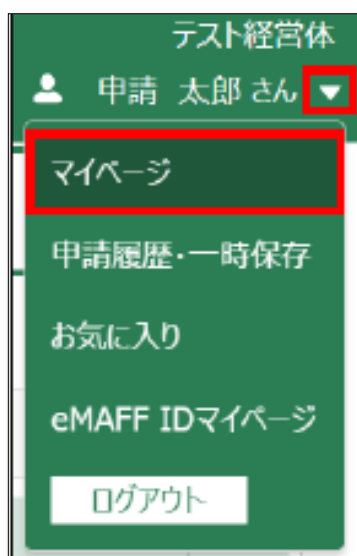 テスト経営体
申請 太郎 さん ▼
マイページ
申請履歴・一時保存
お気に入り
eMAFF IDマイページ
ログアウト